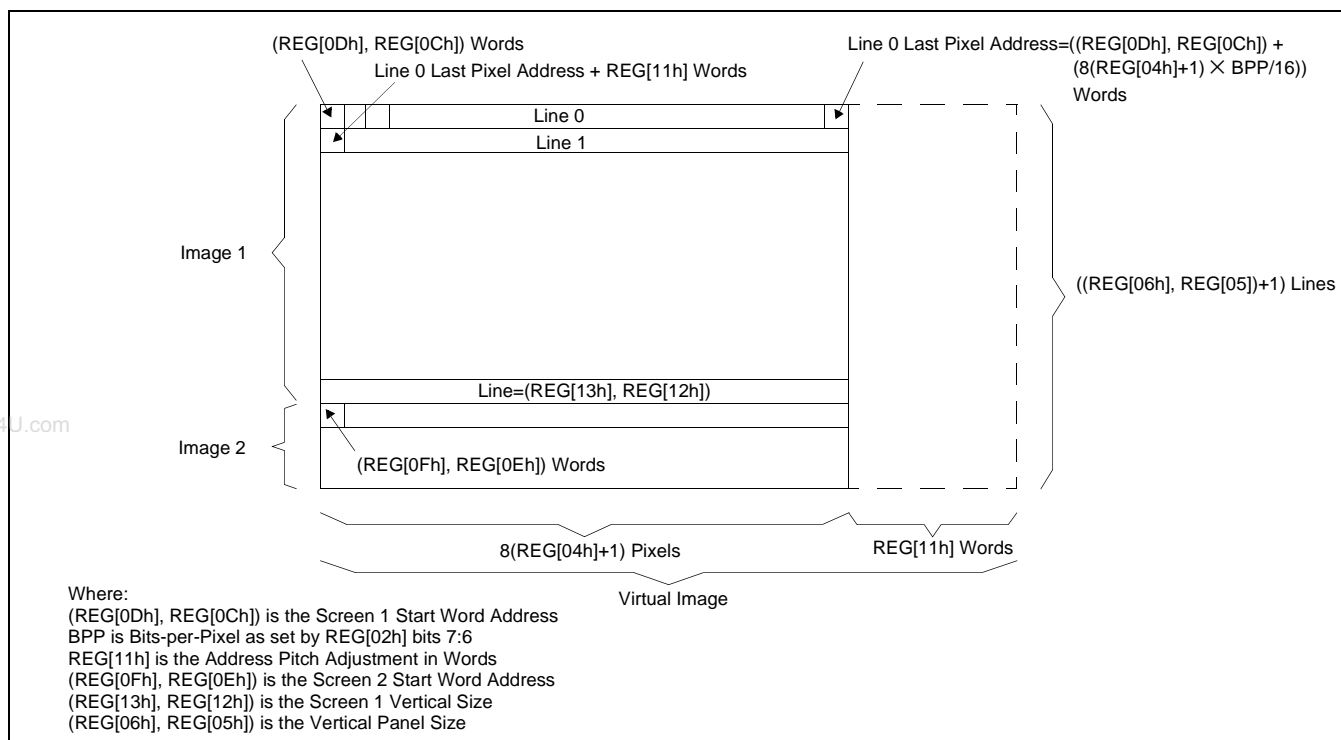 (REG[0Dh], REG[0Ch]) Words
Line 0 Last Pixel Address + REG[11h] Words
Line 0 Last Pixel Address=((REG[0Dh], REG[0Ch]) +
(8(REG[04h]+1) × BPP/16))
Words
Line 0
Line 1
Image 1
((REG[06h], REG[05])+1) Lines
Line=(REG[13h], REG[12h])
4U.com
Image 2
(REG[0Fh], REG[0Eh]) Words
8(REG[04h]+1) Pixels
REG[11h] Words
Virtual Image
Where:
(REG[0Dh], REG[0Ch]) is the Screen 1 Start Word Address
BPP is Bits-per-Pixel as set by REG[02h] bits 7:6
REG[11h] is the Address Pitch Adjustment in Words
(REG[0Fh], REG[0Eh]) is the Screen 2 Start Word Address
(REG[13h], REG[12h]) is the Screen 1 Vertical Size
(REG[06h], REG[05h]) is the Vertical Panel Size